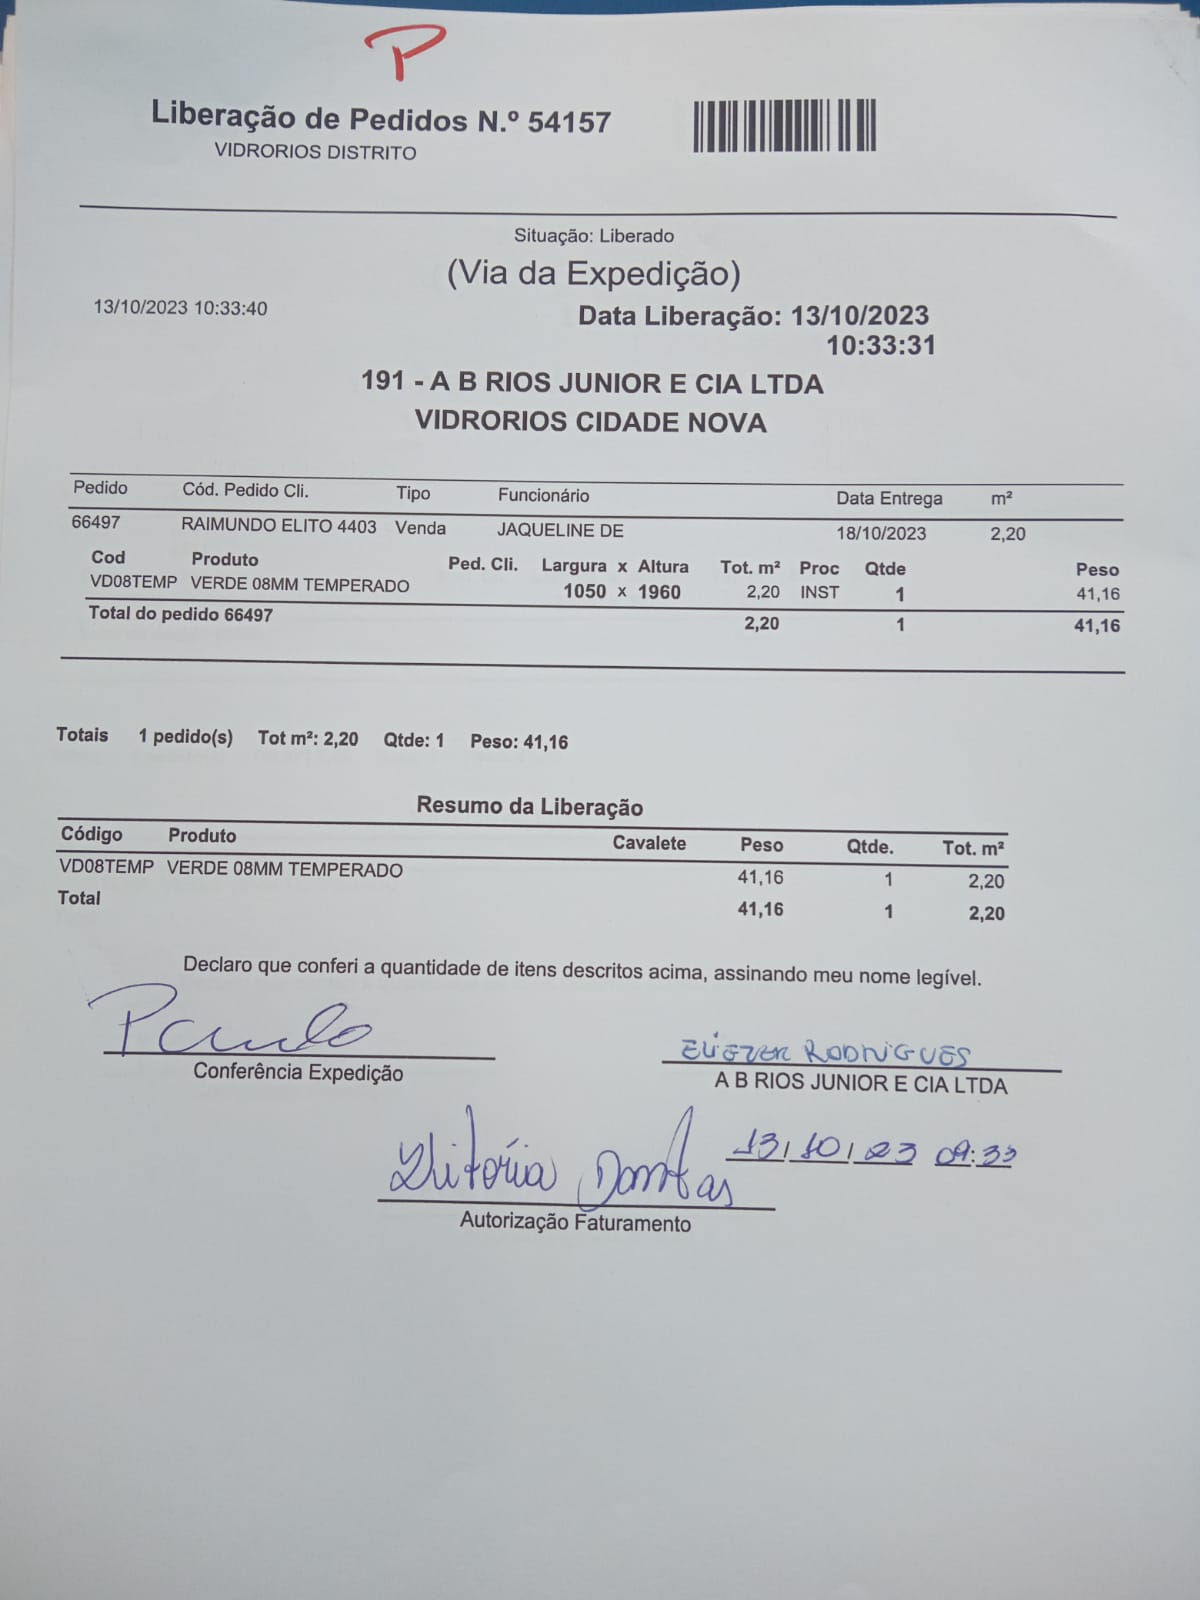 P
Liberação de Pedidos N.º 54157
VIDRORIOS DISTRITO
Situação: Liberado
(Via da Expedição)
13/10/2023 10:33:40
Data Liberação: 13/10/2023
10:33:31
191 - A B RIOS JUNIOR E CIA LTDA
VIDRORIOS CIDADE NOVA
Pedido Cód. Pedido Cli. Tipo Funcionário Data Entrega m²
66497 RAIMUNDO ELITO 4403 Venda JAQUELINE DE 18/10/2023 2,20
Cod Produto Ped. Cli. Largura x Altura Tot. m² Proc Qtde Peso
VD08TEMP VERDE 08MM TEMPERADO 1050 x 1960 2,20 INST 1 41,16
Total do pedido 66497 2,20 1 41,16
Totais 1 pedido(s) Tot m²: 2,20 Qtde: 1 Peso: 41,16
Resumo da Liberação
Código Produto Cavalete Peso Qtde. Tot. m²
VD08TEMP VERDE 08MM TEMPERADO 41,16 1 2,20
Total 41,16 1 2,20
Declaro que conferi a quantidade de itens descritos acima, assinando meu nome legível.
Paulo
ELIEZER RODRIGUES
Conferência Expedição
A B RIOS JUNIOR E CIA LTDA
13/10/23 09:33
Vitória Dantas
Autorização Faturamento